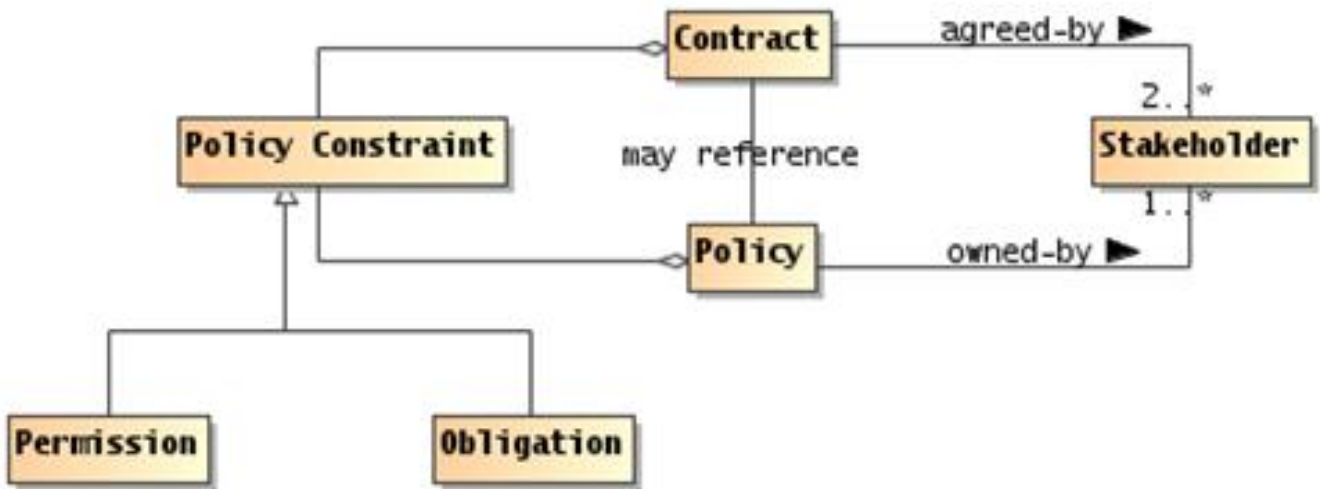 Contract
agreed-by ►
2..*
Policy Constraint
may reference
Stakeholder
1..*
Policy
owned-by ►
Permission
Obligation